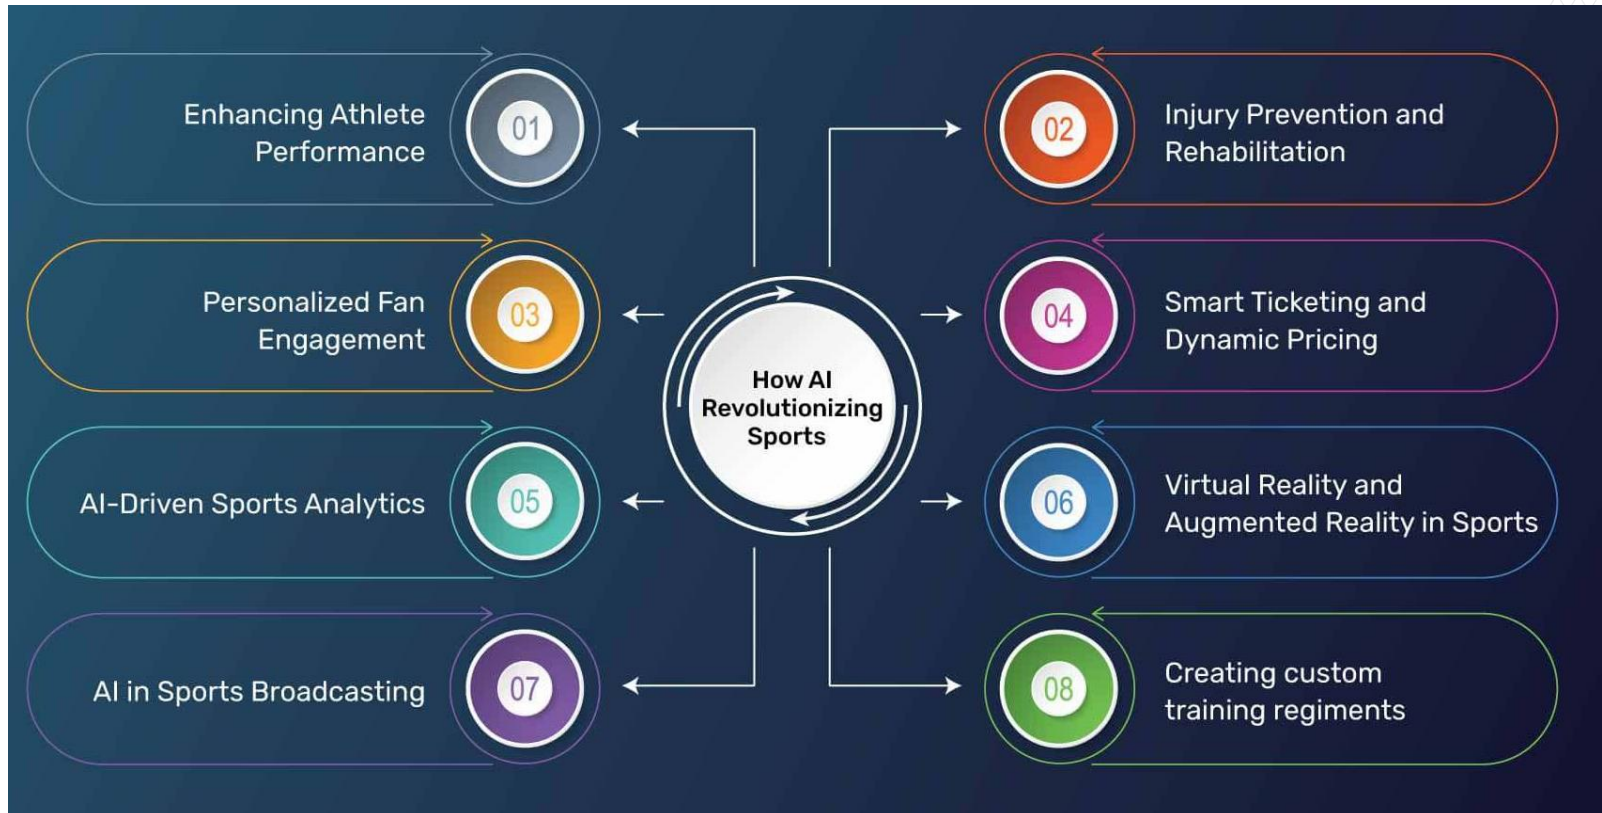 01
Enhancing Athlete
Performance
02
Injury Prevention and
Rehabilitation
03
Personalized Fan
Engagement
04
Smart Ticketing and
Dynamic Pricing
How AI
Revolutionizing
Sports
05
AI-Driven Sports Analytics
06
Virtual Reality and
Augmented Reality in Sports
07
AI in Sports Broadcasting
08
Creating custom
training regiments